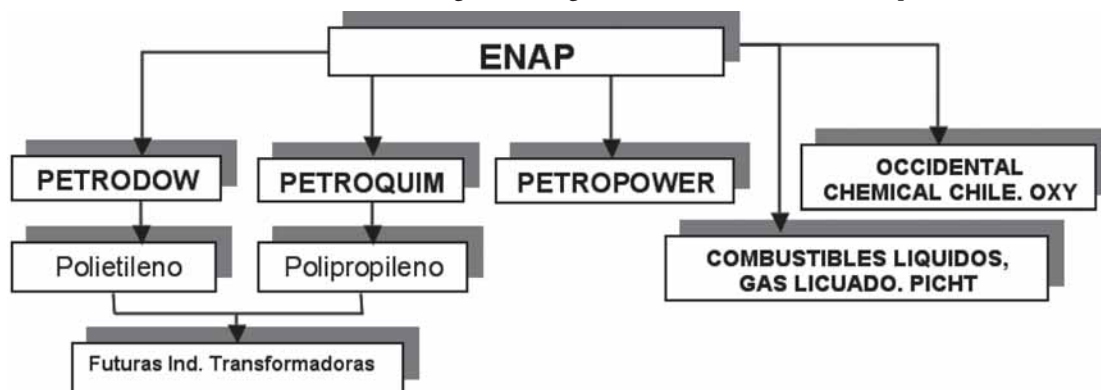 ENAP
PETRODOW
PETROQUIM
PETROPOWER
OCCIDENTAL
CHEMICAL CHILE. OXY
Polietileno
Polipropileno
COMBUSTIBLES LIQUIDOS,
GAS LICUADO. PICHT
Futuras Ind. Transformadoras